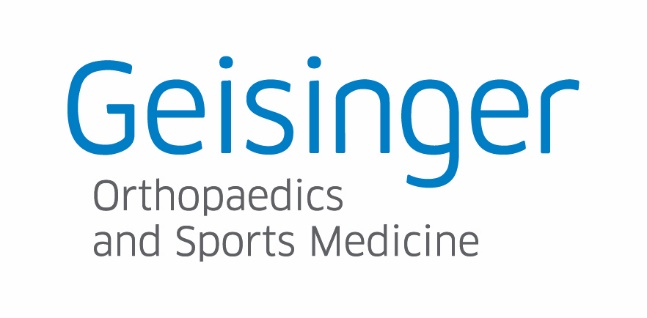 Geisinger
Orthopaedics
and Sports Medicine